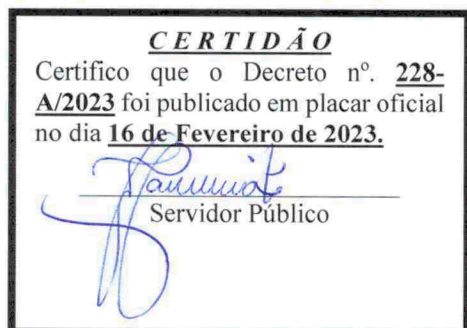 CERTIDÃO
Certifico que o Decreto nº. 228-
A/2023 foi publicado em placar oficial
no dia 16 de Fevereiro de 2023.
Servidor Público